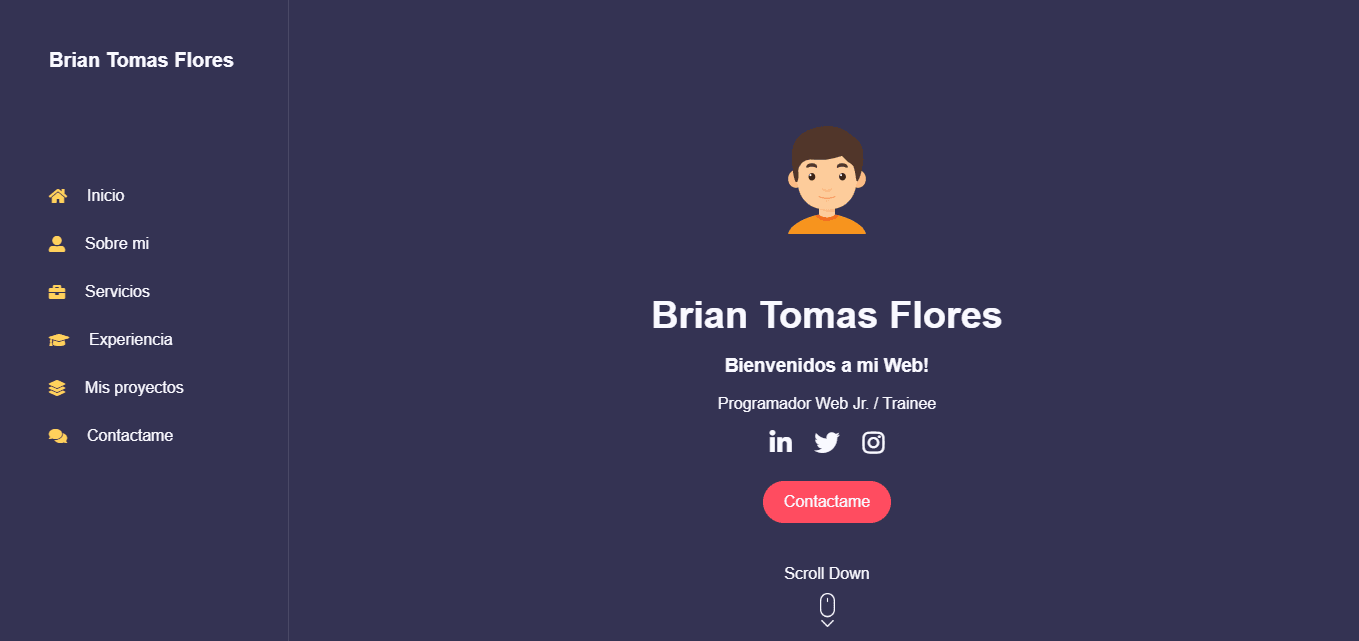 Brian Tomas Flores
Inicio
Sobre mi
Servicios
Experiencia
Mis proyectos
Contactame
Brian Tomas Flores
Bienvenidos a mi Web!
Programador Web Jr. / Trainee
Contactame
Scroll Down